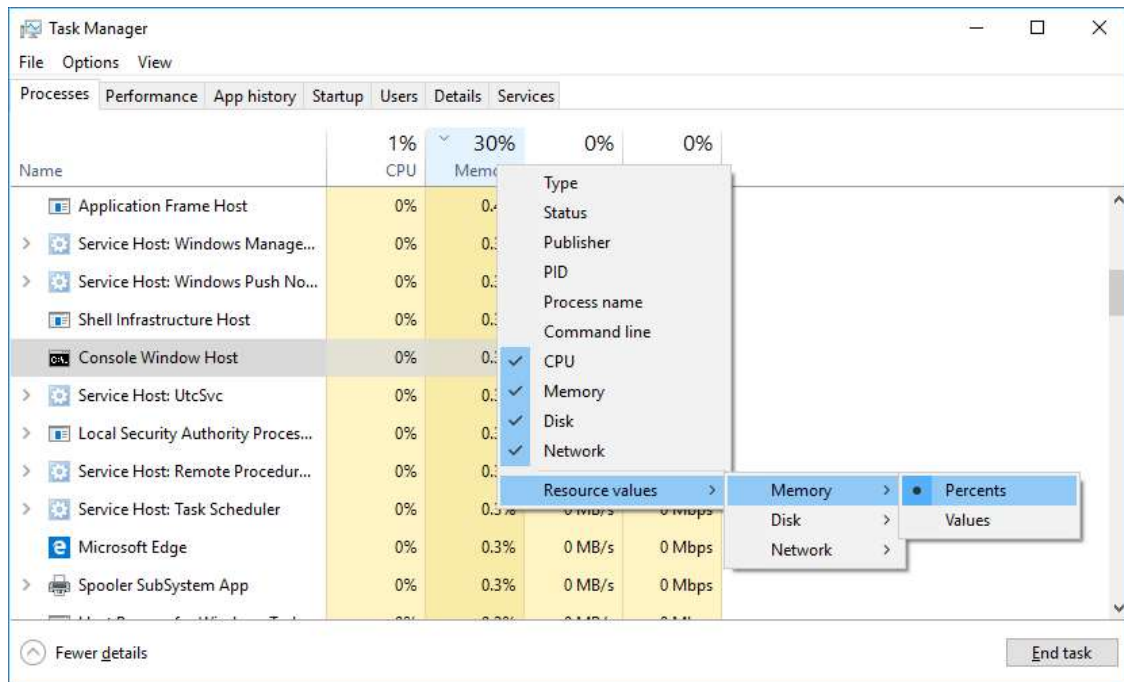 Task Manager
File Options View
Processes Performance App history Startup Users Details Services
1% 30% 0% 0%
Name CPU
Type
Application Frame Host 0%
Status
Service Host: Windows Manage... 0%
Publisher
Service Host: Windows Push No... 0%
PID
Shell Infrastructure Host 0%
Process name
Command line
Console Window Host 0%
CPU
Service Host: UtcSvc 0%
Memory
Disk
Local Security Authority Proces... 0%
Network
Service Host: Remote Procedur... 0%
Resource values Memory Percents
Service Host: Task Scheduler 0%
Disk Values
Microsoft Edge 0% 0.3% 0 MB/s 0 Mbps
Network
Spooler SubSystem App 0% 0.3% 0 MB/s 0 Mbps
Fewer details End task